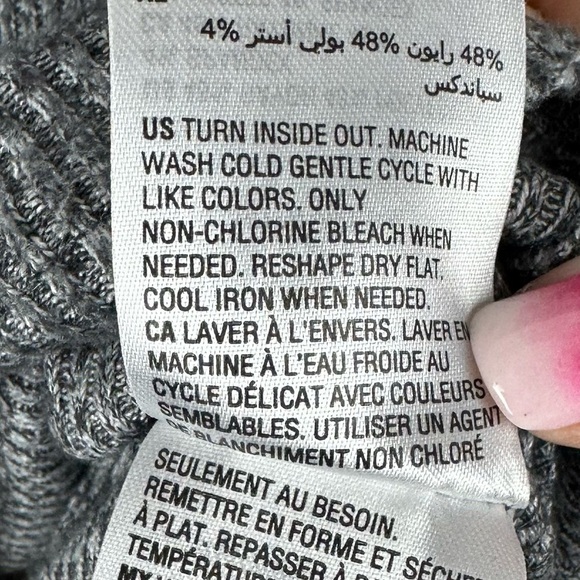 48% رايون 48% بولي أستر 4%
سباندكس
US TURN INSIDE OUT. MACHINE
WASH COLD GENTLE CYCLE WITH
LIKE COLORS. ONLY
NON-CHLORINE BLEACH WHEN
NEEDED. RESHAPE DRY FLAT.
COOL IRON WHEN NEEDED.
CA LAVER À L'ENVERS. LAVER EN
MACHINE À L'EAU FROIDE AU
CYCLE DÉLICAT AVEC COULEURS
SEMBLABLES. UTILISER UN AGENT
DE BLANCHIMENT NON CHLORÉ
SEULEMENT AU BESOIN.
REMETTRE EN FORME ET SÉCHE
À PLAT. REPASSER À
TEMPÉRATURE